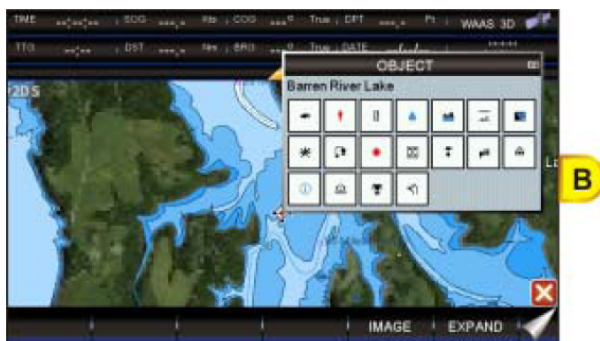 TIME --:--:-- SOG ---.- Kts COG ---° True DPT ---.- Ft WAAS 3D
TTG --:-- DST ---.- Nm BRG ---° True DATE --/--/--
OBJECT
Barren River Lake
2D S
B
IMAGE EXPAND